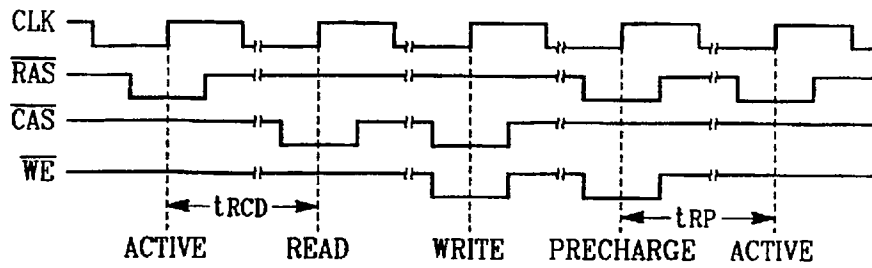 CLK
RAS
CAS
WE
tRCD
tRP
ACTIVE READ WRITE PRECHARGE ACTIVE